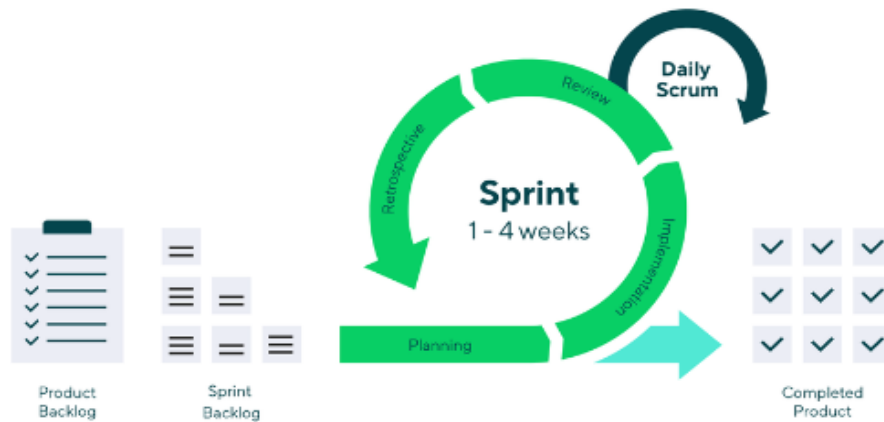 Daily
Scrum
Review
Retrospective
Sprint
1 - 4 weeks
Implementation
Planning
Product
Backlog
Sprint
Backlog
Completed
Product